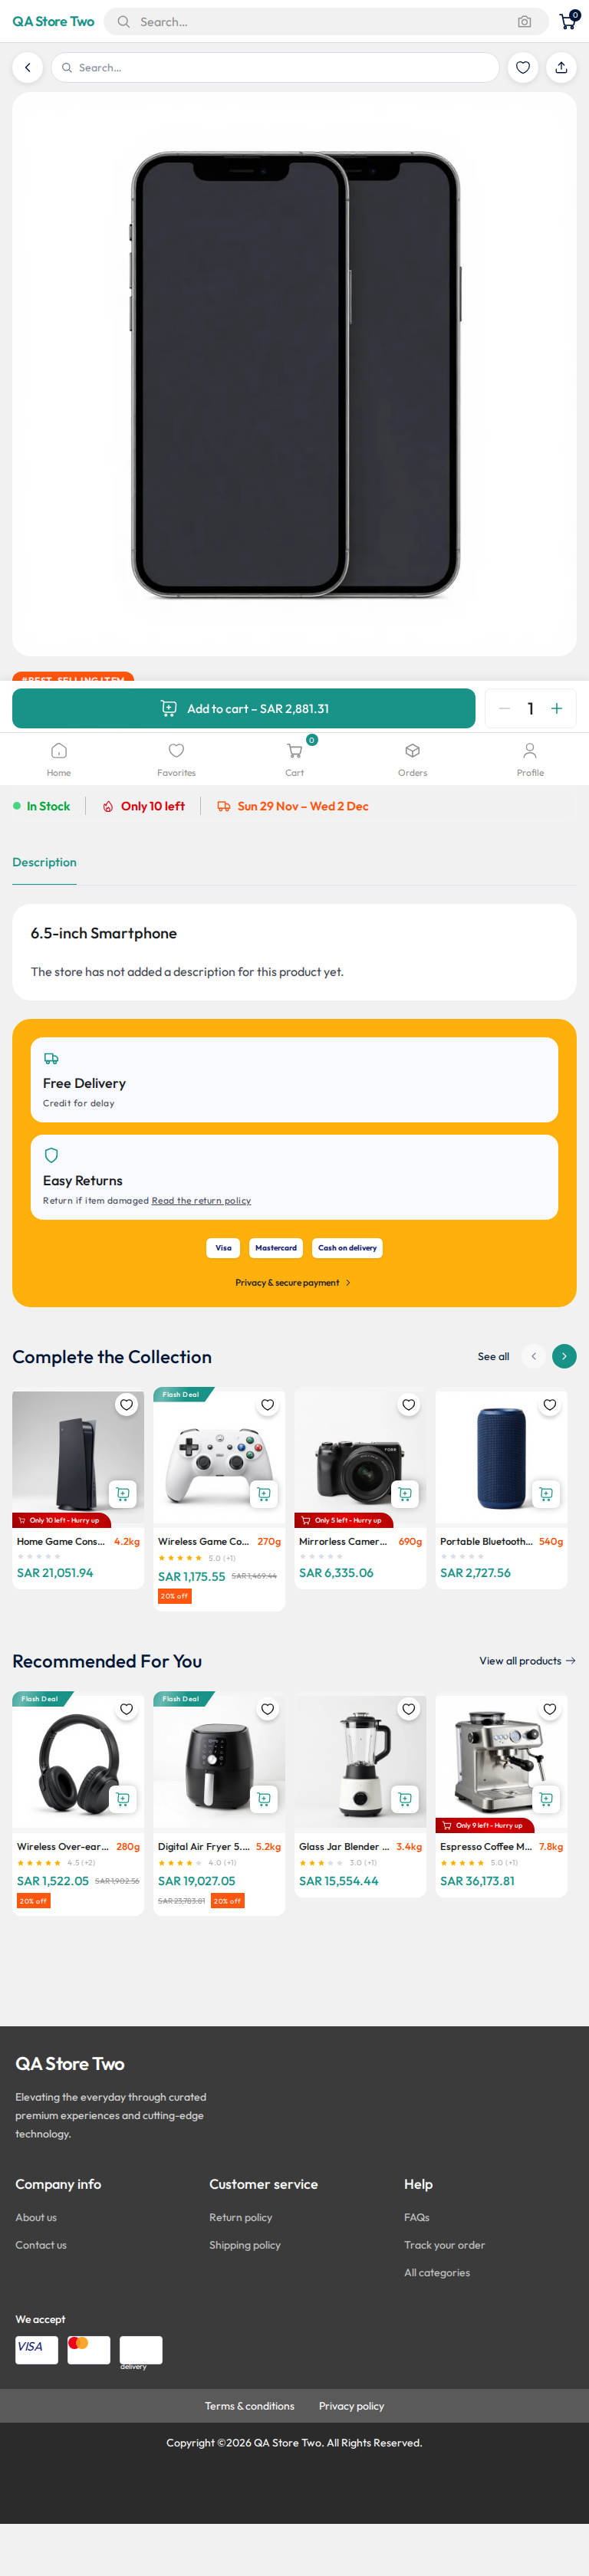 QA Store Two
Search...
0
Search...
#BEST_SELLING ITEM
Add to cart – SAR 2,881.31
1
0
Home
Favorites
Cart
Orders
Profile
In Stock
Only 10 left
Sun 29 Nov – Wed 2 Dec
Description
6.5-inch Smartphone
The store has not added a description for this product yet.
Free Delivery
Credit for delay
Easy Returns
Return if item damaged Read the return policy
Visa
Mastercard
Cash on delivery
Privacy & secure payment
Complete the Collection
See all
Only 10 left - Hurry up
Home Game Cons... 4.2kg
SAR 21,051.94
Flash Deal
Wireless Game Co... 270g
5.0 (+1)
SAR 1,175.55 SAR 1,469.44
20% off
Only 5 left - Hurry up
Mirrorless Camer... 690g
SAR 6,335.06
Portable Bluetooth... 540g
SAR 2,727.56
Recommended For You
View all products
Flash Deal
Wireless Over-ear... 280g
4.5 (+2)
SAR 1,522.05 SAR 1,902.56
20% off
Flash Deal
Digital Air Fryer 5.... 5.2kg
4.0 (+1)
SAR 19,027.05
SAR 23,783.81 20% off
Glass Jar Blender ... 3.4kg
3.0 (+1)
SAR 15,554.44
Only 9 left - Hurry up
Espresso Coffee M... 7.8kg
5.0 (+1)
SAR 36,173.81
QA Store Two
Elevating the everyday through curated
premium experiences and cutting-edge
technology.
Company info
About us
Contact us
Customer service
Return policy
Shipping policy
Help
FAQs
Track your order
All categories
We accept
VISA
delivery
Terms & conditions
Privacy policy
Copyright ©2026 QA Store Two. All Rights Reserved.